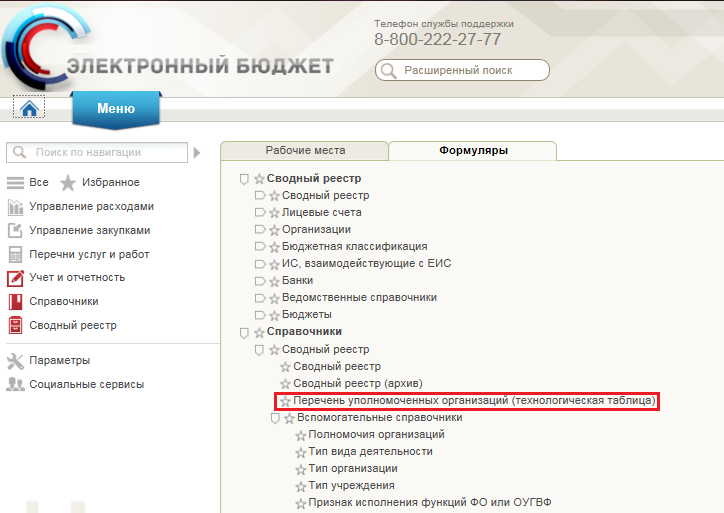 Телефон службы поддержки
8-800-222-27-77
ЭЛЕКТРОННЫЙ БЮДЖЕТ
Расширенный поиск
Меню
Поиск по навигации
Все
Избранное
Управление расходами
Управление закупками
Перечни услуг и работ
Учет и отчетность
Справочники
Сводный реестр
Параметры
Социальные сервисы
Рабочие места
Формуляры
Сводный реестр
Сводный реестр
Лицевые счета
Организации
Бюджетная классификация
ИС, взаимодействующие с ЕИС
Банки
Ведомственные справочники
Бюджеты
Справочники
Сводный реестр
Сводный реестр
Сводный реестр (архив)
Перечень уполномоченных организаций (технологическая таблица)
Вспомогательные справочники
Полномочия организаций
Тип вида деятельности
Тип организации
Тип учреждения
Признак исполнения функций ФО или ОУГВФ